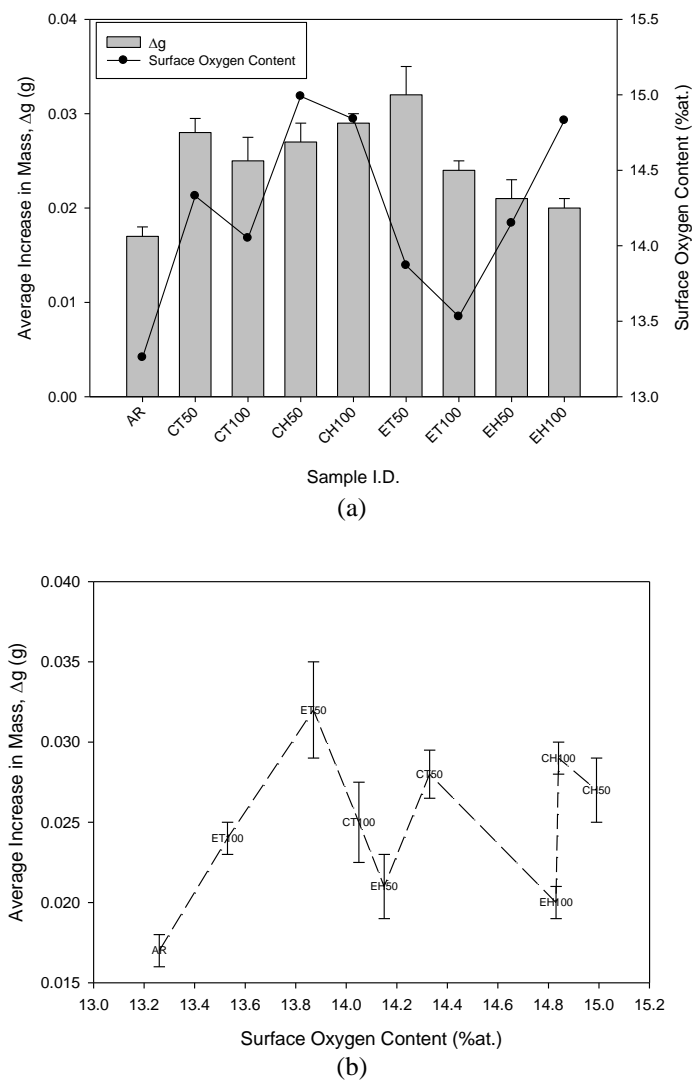 0.04
0.03
0.02
0.01
0.00
Average Increase in Mass, Δg (g)
15.5
15.0
14.5
14.0
13.5
13.0
Surface Oxygen Content (%at.)
Δg
Surface Oxygen Content
AR CT50 CT100 CH50 CH100 ET50 ET100 EH50 EH100
Sample I.D.
(a)
0.040
0.035
0.030
0.025
0.020
0.015
Average Increase in Mass, Δg (g)
AR
ET100
ET50
CT100
EH50
CT50
EH100
CH100
CH50
13.0 13.2 13.4 13.6 13.8 14.0 14.2 14.4 14.6 14.8 15.0 15.2
Surface Oxygen Content (%at.)
(b)